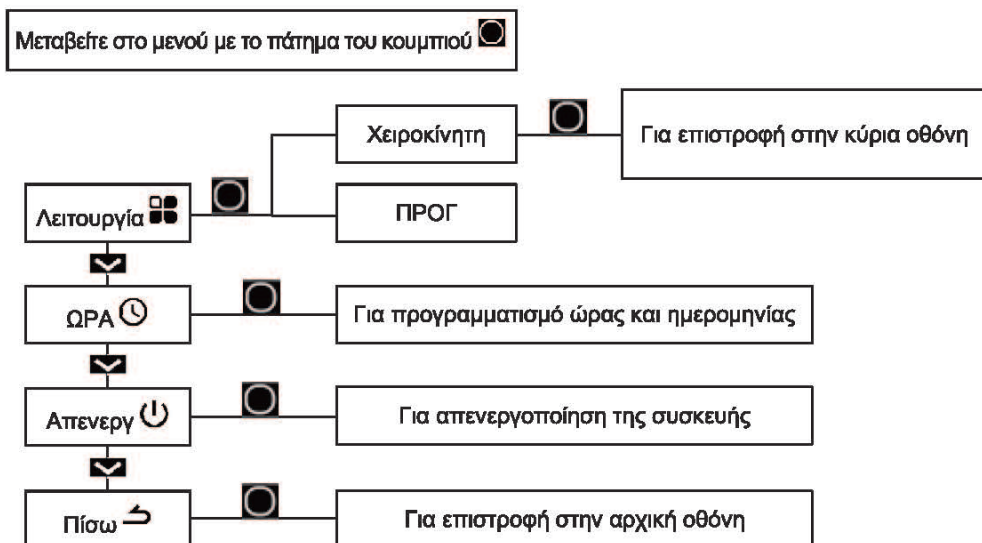 Μεταβείτε στο μενού με το πάτημα του κουμπιού
Χειροκίνητη
Για επιστροφή στην κύρια οθόνη
Λειτουργία
ΠΡΟΓ
ΩΡΑ
Για προγραμματισμό ώρας και ημερομηνίας
Απενεργ
Για απενεργοποίηση της συσκευής
Πίσω
Για επιστροφή στην αρχική οθόνη